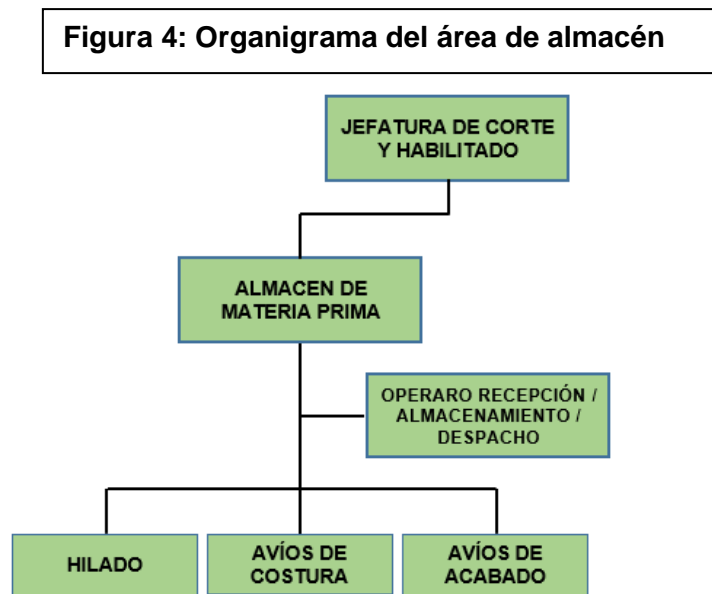 Figura 4: Organigrama del área de almacén
JEFATURA DE CORTE
Y HABILITADO
ALMACEN DE
MATERIA PRIMA
OPERARO RECEPCIÓN /
ALMACENAMIENTO /
DESPACHO
HILADO
AVÍOS DE
COSTURA
AVÍOS DE
ACABADO